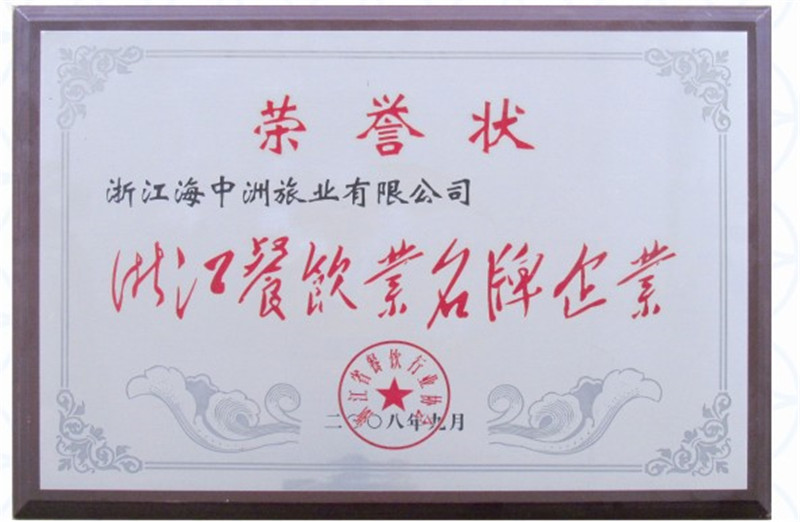 荣誉状
浙江海中洲旅业有限公司
浙江餐飲業名牌企業
浙江省餐饮行业协会
二〇〇八年九月